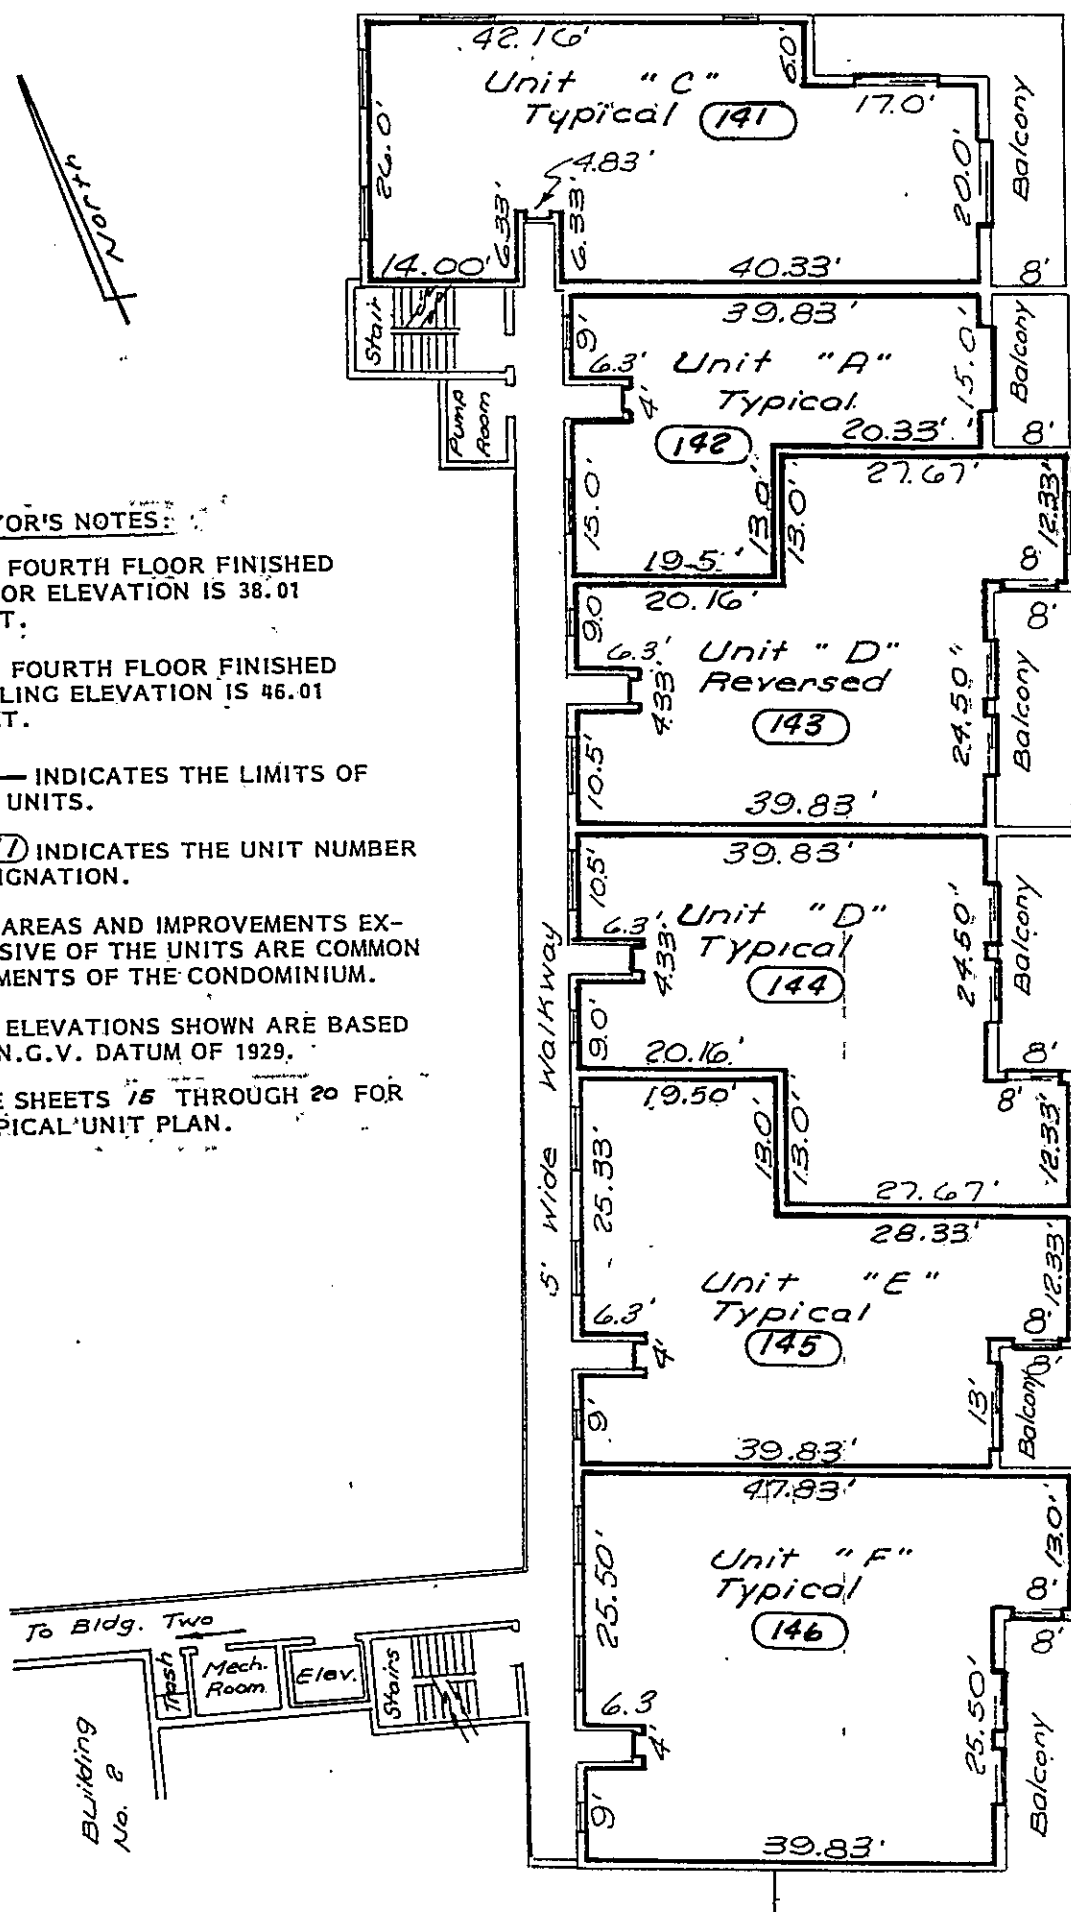 42.16'
6.0'
Unit "C"
Typical
141
17.0'
Balcony
26.0'
4.83'
20.0'
6.33'
6.33'
14.00'
40.33'
8'
North
Stair
39.83'
9'
Unit "A"
6.3'
Typical
4'
15.0'
Balcony
142
20.33'
8'
Pump
Room
15.0'
13.0'
13.0'
27.67'
12.33'
19.5'
20.16'
8'
8'
YOR'S NOTES:
FOURTH FLOOR FINISHED
OOR ELEVATION IS 38.01
T.
FOURTH FLOOR FINISHED
LING ELEVATION IS 46.01
T.
— INDICATES THE LIMITS OF
UNITS.
INDICATES THE UNIT NUMBER
IGNATION.
AREAS AND IMPROVEMENTS EX-
SIVE OF THE UNITS ARE COMMON
MENTS OF THE CONDOMINIUM.
ELEVATIONS SHOWN ARE BASED
N.G.V. DATUM OF 1929.
E SHEETS 15 THROUGH 20 FOR
PICAL UNIT PLAN.
9.0'
6.3'
Unit "D"
Reversed
4.33'
143
24.50"
Balcony
10.5'
39.83'
39.83'
10.5'
6.3'
Unit "D"
Typical
4.33'
144
24.50"
Balcony
9.0'
20.16'
8'
8'
19.50'
13.0'
13.0'
12.33'
27.67'
5' Wide Walkway
25.33'
28.33'
12.33'
Unit "E"
Typical
145
6.3'
4'
8'
8'
13'
Balcony
9'
39.83'
47.83'
13.0'
Unit "F"
Typical
146
25.50'
8'
8'
6.3
4'
25.50'
Balcony
9'
39.83'
To Bldg. Two
Trash
Mech.
Room
Elev.
Stairs
Building
No. 2